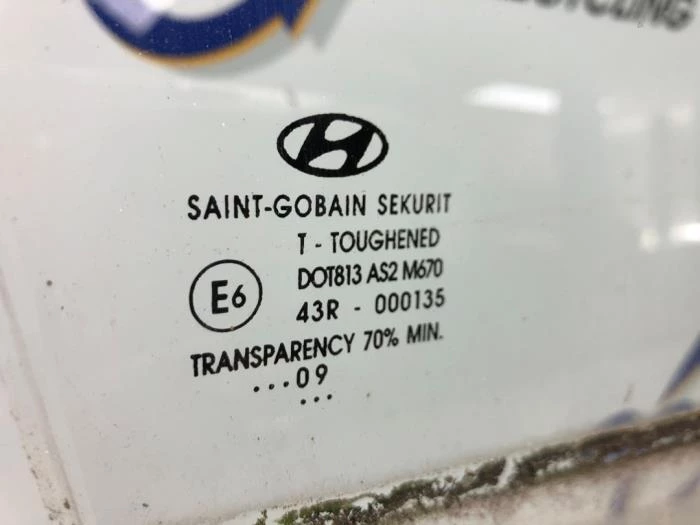 SAINT-GOBAIN SEKURIT
T - TOUGHENED
DOT813 AS2 M670
E6
43R - 000135
TRANSPARENCY 70% MIN.
...09
...